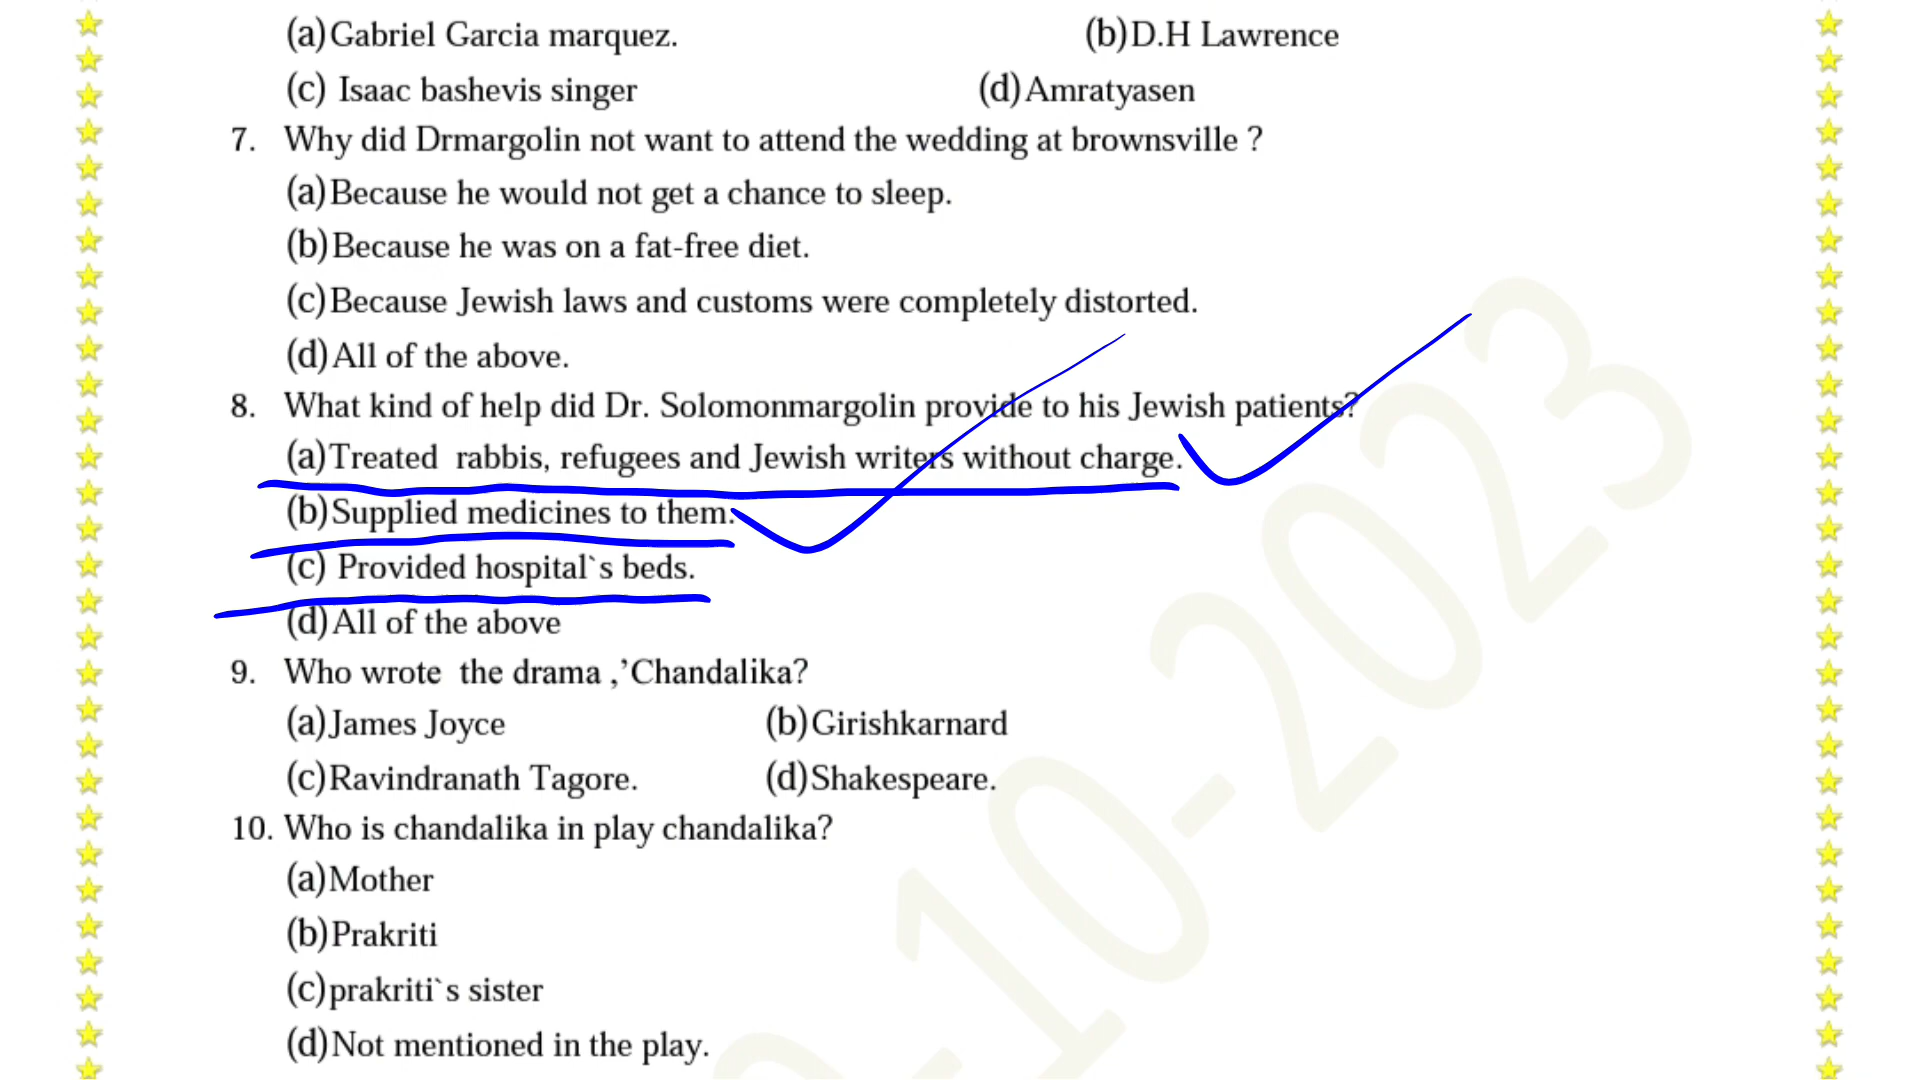 (a)Gabriel Garcia marquez. (b)D.H Lawrence
(c) Isaac bashevis singer (d)Amratyasen
7. Why did Drmargolin not want to attend the wedding at brownsville ?
(a)Because he would not get a chance to sleep.
(b)Because he was on a fat-free diet.
(c)Because Jewish laws and customs were completely distorted.
(d)All of the above.
8. What kind of help did Dr. Solomonmargolin provide to his Jewish patients?
(a)Treated rabbis, refugees and Jewish writers without charge.
(b)Supplied medicines to them.
(c) Provided hospital`s beds.
(d)All of the above
9. Who wrote the drama ,’Chandalika?
(a)James Joyce (b)Girishkarnard
(c)Ravindranath Tagore. (d)Shakespeare.
10. Who is chandalika in play chandalika?
(a)Mother
(b)Prakriti
(c)prakriti`s sister
(d)Not mentioned in the play.
-10-2023